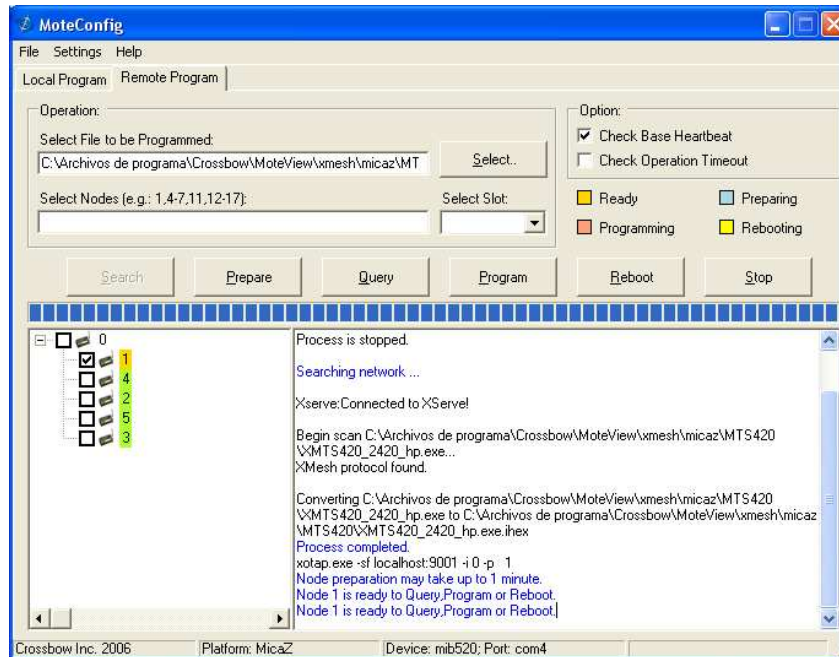 MoteConfig
File Settings Help
Local Program Remote Program
Operation:
Select File to be Programmed:
C:\Archivos de programa\Crossbow\MoteView\xmesh\micaz\MT
Select..
Select Nodes (e.g.: 1,4-7,11,12-17):
Select Slot:
Option:
Check Base Heartbeat
Check Operation Timeout
Ready Preparing
Programming Rebooting
Search Prepare Query Program Reboot Stop
0
1
4
2
5
3
Process is stopped.
Searching network ...
Xserve:Connected to XServe!
Begin scan C:\Archivos de programa\Crossbow\MoteView\xmesh\micaz\MTS420
\XMTS420_2420_hp.exe...
XMesh protocol found.
Converting C:\Archivos de programa\Crossbow\MoteView\xmesh\micaz\MTS420
\XMTS420_2420_hp.exe to C:\Archivos de programa\Crossbow\MoteView\xmesh\micaz
\MTS420\XMTS420_2420_hp.exe.ihex
Process completed.
xotap.exe -sf localhost:9001 -i 0 -p 1
Node preparation may take up to 1 minute.
Node 1 is ready to Query,Program or Reboot.
Node 1 is ready to Query,Program or Reboot.
Crossbow Inc. 2006 Platform: MicaZ Device: mib520; Port: com4